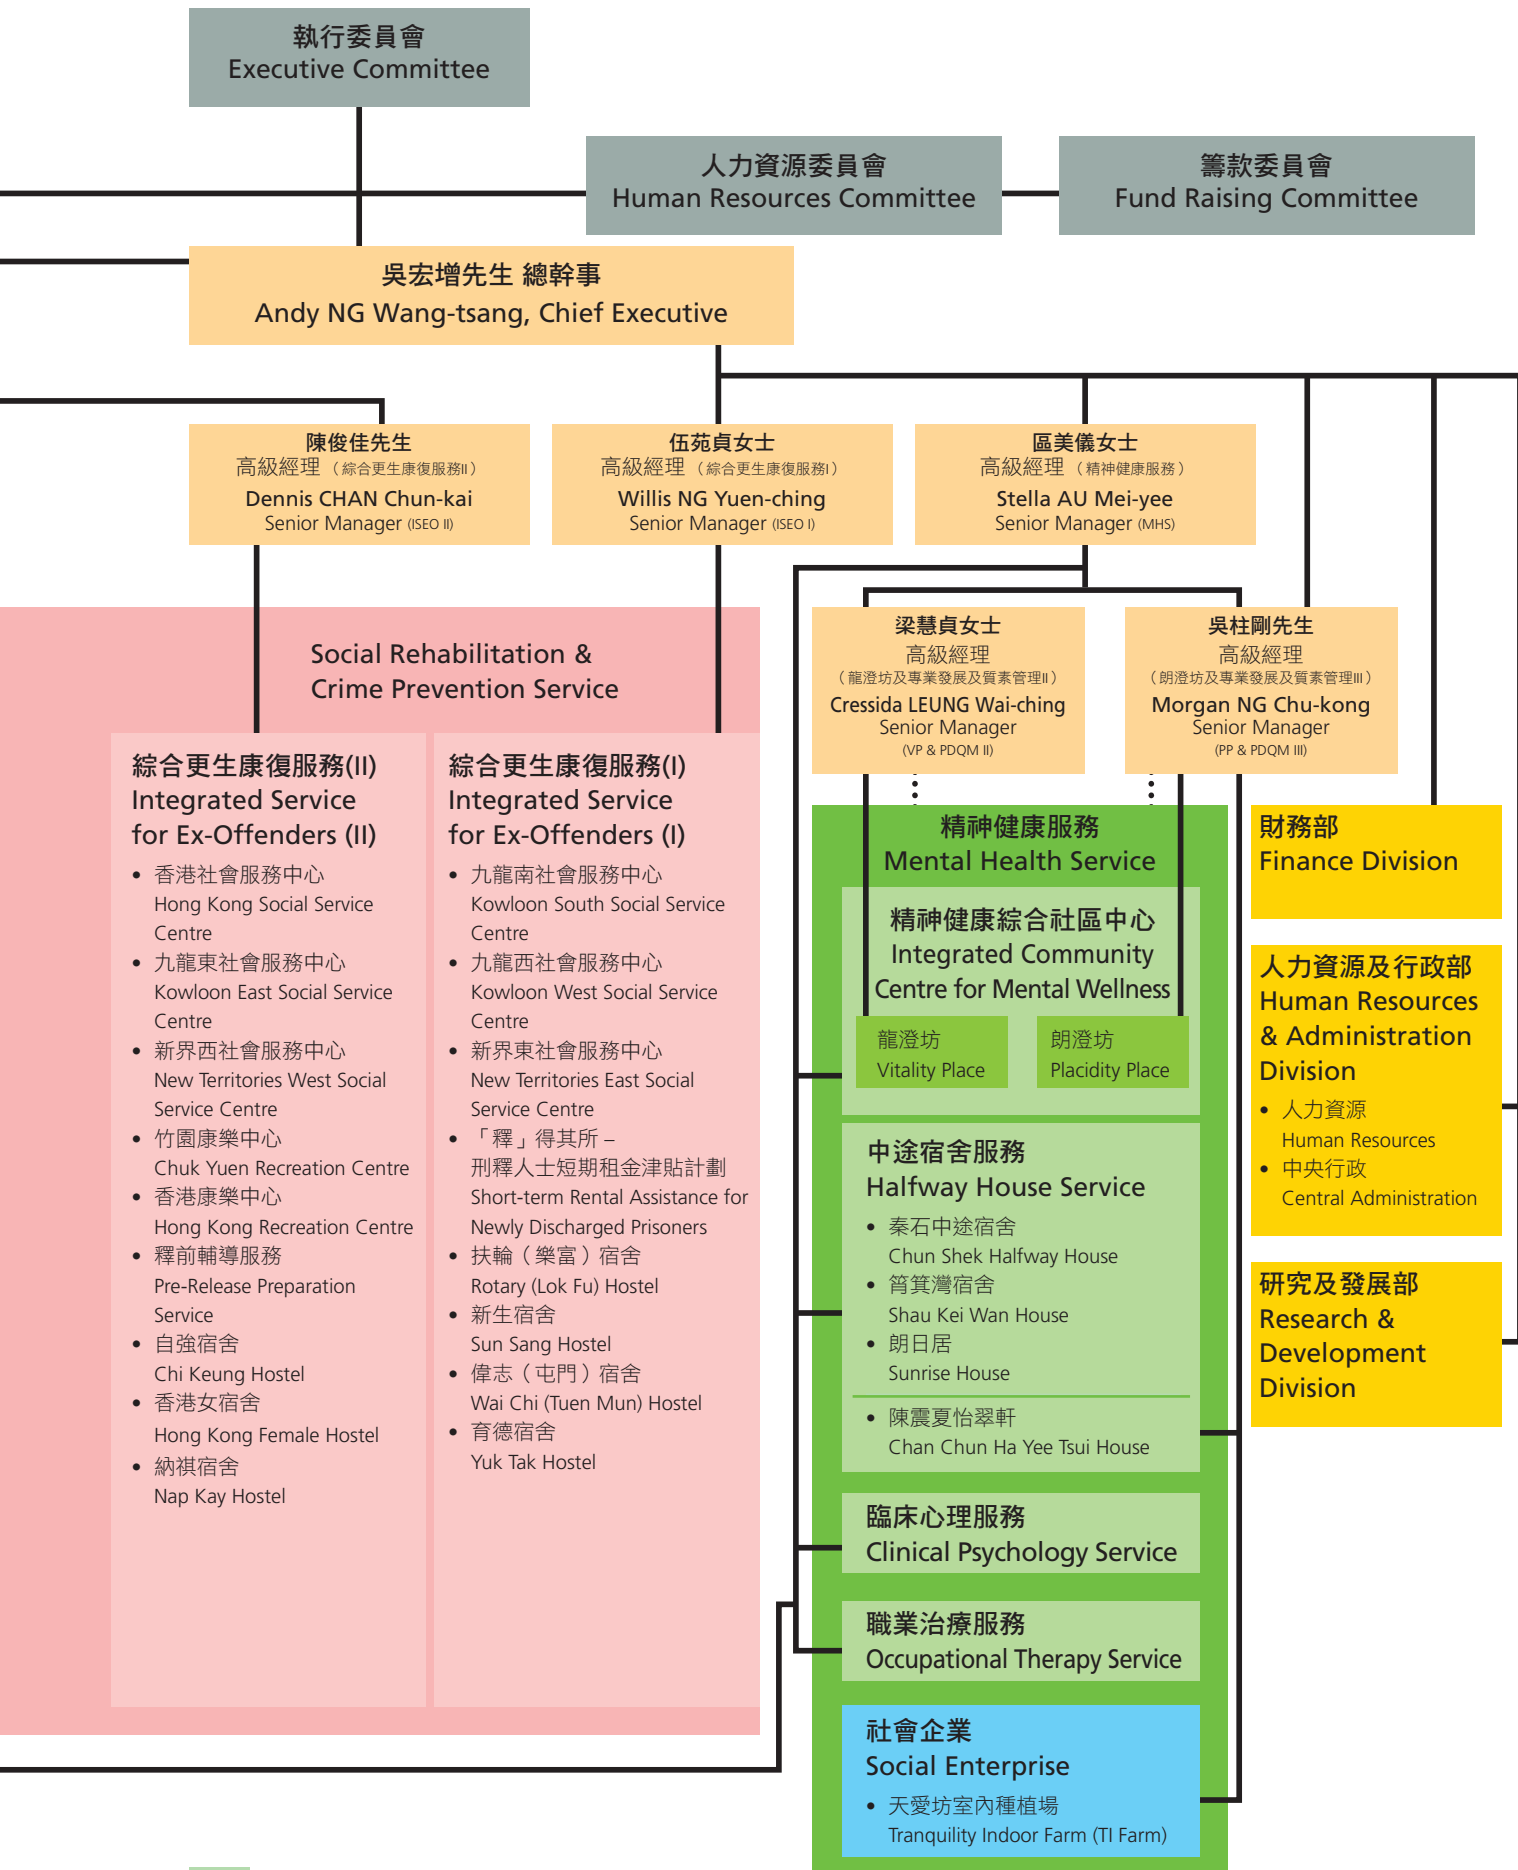 執行委員會
Executive Committee
人力資源委員會
Human Resources Committee
籌款委員會
Fund Raising Committee
吳宏增先生 總幹事
Andy NG Wang-tsang, Chief Executive
陳俊佳先生
高級經理（綜合更生康復服務II）
Dennis CHAN Chun-kai
Senior Manager (ISEO II)
伍苑貞女士
高級經理（綜合更生康復服務I）
Willis NG Yuen-ching
Senior Manager (ISEO I)
區美儀女士
高級經理（精神健康服務）
Stella AU Mei-yee
Senior Manager (MHS)
梁慧貞女士
高級經理
（龍澄坊及專業發展及質素管理II）
Cressida LEUNG Wai-ching
Senior Manager
(VP & PDQM II)
吳柱剛先生
高級經理
（朗澄坊及專業發展及質素管理III）
Morgan NG Chu-kong
Senior Manager
(PP & PDQM III)
Social Rehabilitation &
Crime Prevention Service
綜合更生康復服務(II)
Integrated Service
for Ex-Offenders (II)
• 香港社會服務中心
Hong Kong Social Service
Centre
• 九龍東社會服務中心
Kowloon East Social Service
Centre
• 新界西社會服務中心
New Territories West Social
Service Centre
• 竹園康樂中心
Chuk Yuen Recreation Centre
• 香港康樂中心
Hong Kong Recreation Centre
• 釋前輔導服務
Pre-Release Preparation
Service
• 自強宿舍
Chi Keung Hostel
• 香港女宿舍
Hong Kong Female Hostel
• 納祺宿舍
Nap Kay Hostel
綜合更生康復服務(I)
Integrated Service
for Ex-Offenders (I)
• 九龍南社會服務中心
Kowloon South Social Service
Centre
• 九龍西社會服務中心
Kowloon West Social Service
Centre
• 新界東社會服務中心
New Territories East Social
Service Centre
• 「釋」得其所 –
刑釋人士短期租金津貼計劃
Short-term Rental Assistance for
Newly Discharged Prisoners
• 扶輪（樂富）宿舍
Rotary (Lok Fu) Hostel
• 新生宿舍
Sun Sang Hostel
• 偉志（屯門）宿舍
Wai Chi (Tuen Mun) Hostel
• 育德宿舍
Yuk Tak Hostel
精神健康服務
Mental Health Service
精神健康綜合社區中心
Integrated Community
Centre for Mental Wellness
龍澄坊
Vitality Place
朗澄坊
Placidity Place
中途宿舍服務
Halfway House Service
• 秦石中途宿舍
Chun Shek Halfway House
• 筲箕灣宿舍
Shau Kei Wan House
• 朗日居
Sunrise House
• 陳震夏怡翠軒
Chan Chun Ha Yee Tsui House
臨床心理服務
Clinical Psychology Service
職業治療服務
Occupational Therapy Service
社會企業
Social Enterprise
• 天愛坊室內種植場
Tranquility Indoor Farm (TI Farm)
財務部
Finance Division
人力資源及行政部
Human Resources
& Administration
Division
• 人力資源
Human Resources
• 中央行政
Central Administration
研究及發展部
Research &
Development
Division